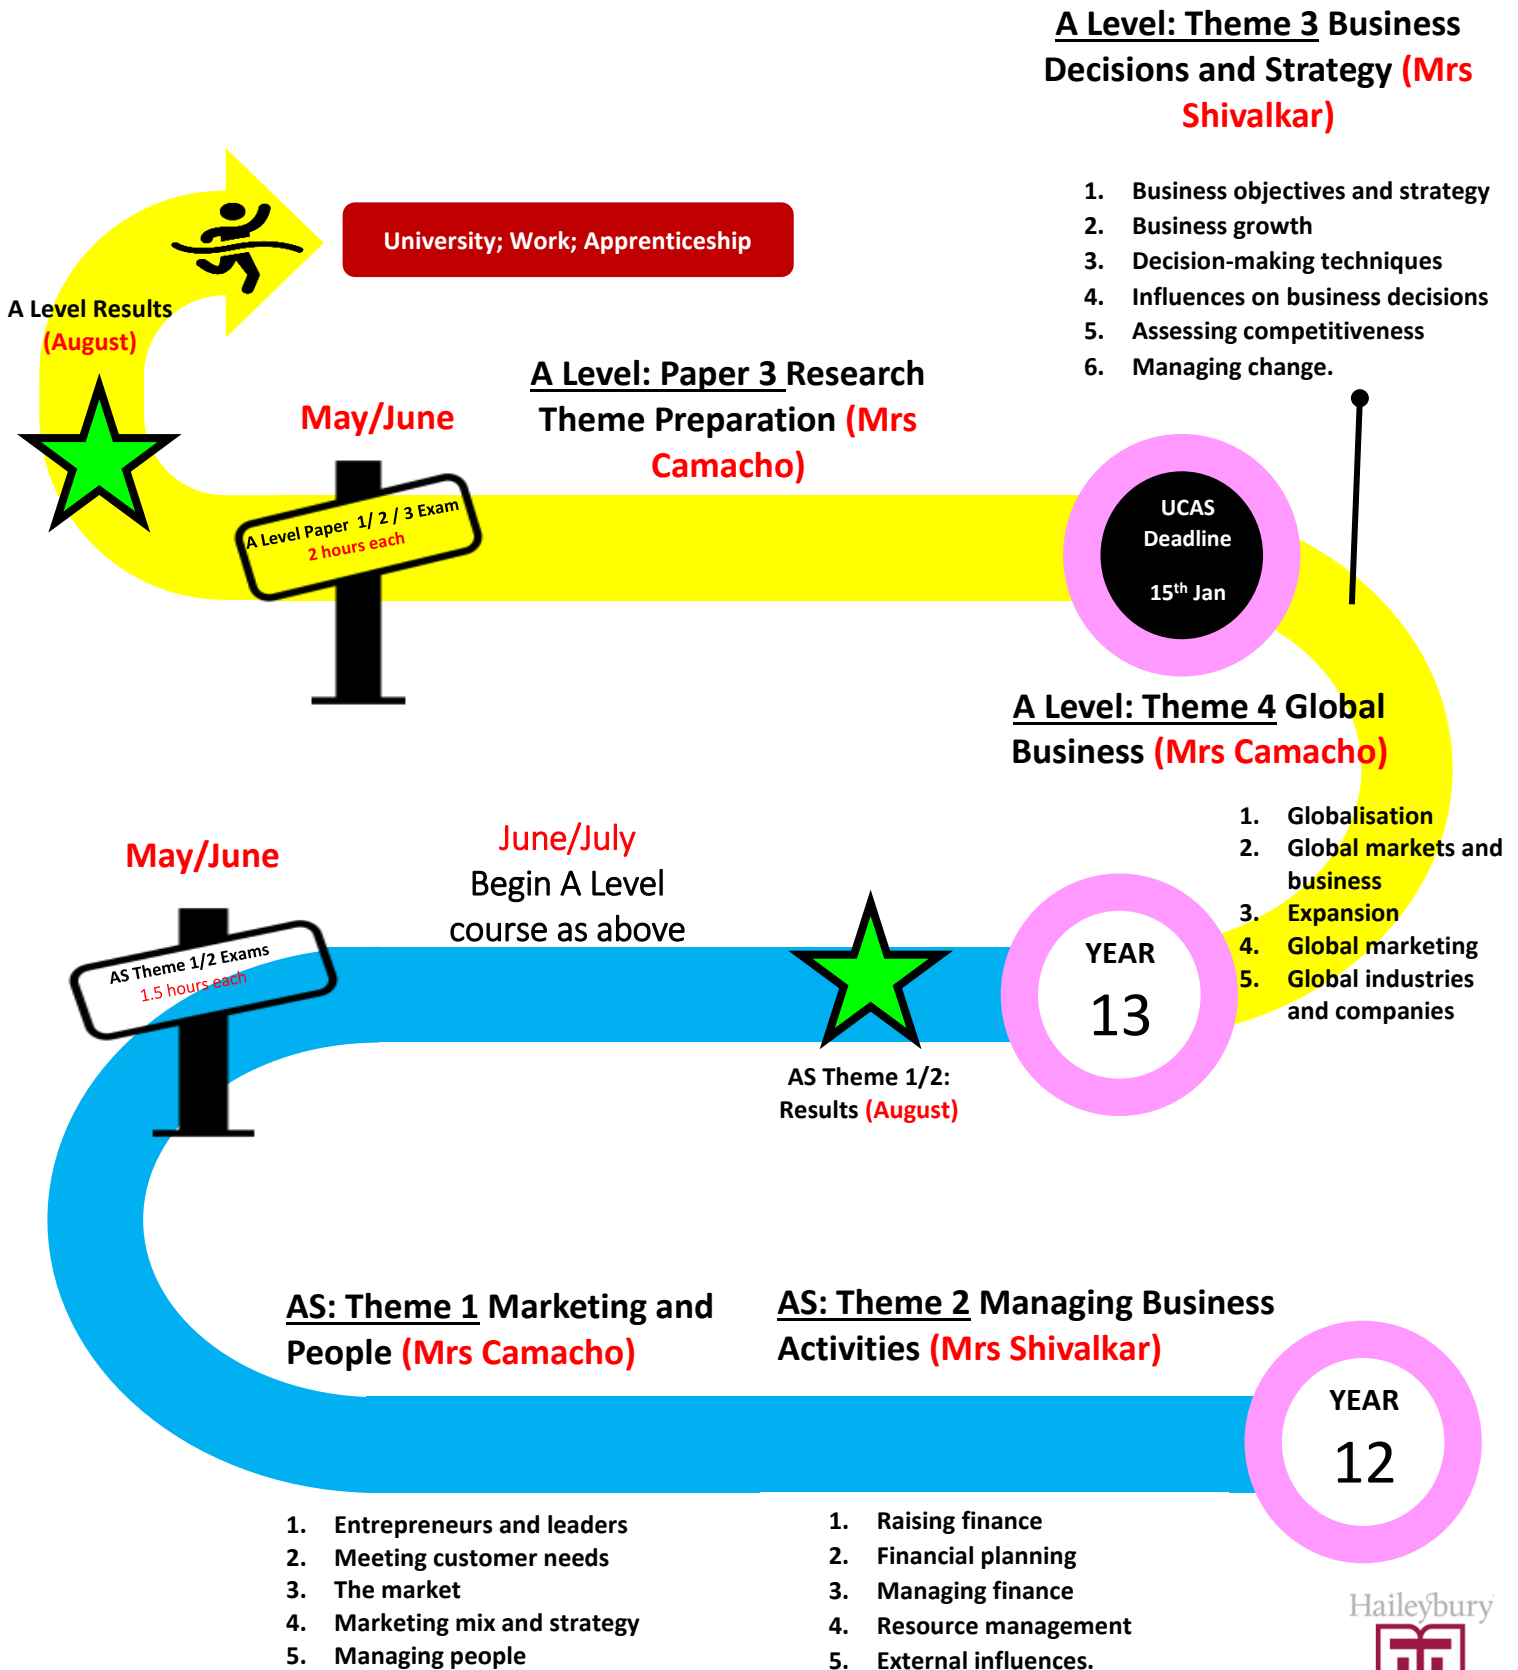 A Level: Theme 3 Business
Decisions and Strategy (Mrs
Shivalkar)
1. Business objectives and strategy
2. Business growth
3. Decision-making techniques
4. Influences on business decisions
5. Assessing competitiveness
6. Managing change.
University; Work; Apprenticeship
A Level Results
(August)
A Level: Paper 3 Research
Theme Preparation (Mrs
Camacho)
May/June
A Level Paper 1/ 2 / 3 Exam
2 hours each
UCAS
Deadline
15th Jan
A Level: Theme 4 Global
Business (Mrs Camacho)
1. Globalisation
2. Global markets and
business
3. Expansion
4. Global marketing
5. Global industries
and companies
May/June
AS Theme 1/2 Exams
1.5 hours each
June/July
Begin A Level
course as above
AS Theme 1/2:
Results (August)
YEAR
13
AS: Theme 1 Marketing and
People (Mrs Camacho)
AS: Theme 2 Managing Business
Activities (Mrs Shivalkar)
YEAR
12
1. Entrepreneurs and leaders
2. Meeting customer needs
3. The market
4. Marketing mix and strategy
5. Managing people
1. Raising finance
2. Financial planning
3. Managing finance
4. Resource management
5. External influences.
Haileybury